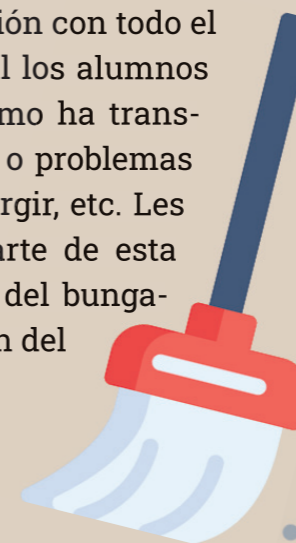 ión con todo el
l los alumnos
mo ha trans-
o problemas
rgir, etc. Les
arte de esta
del bunga-
n del